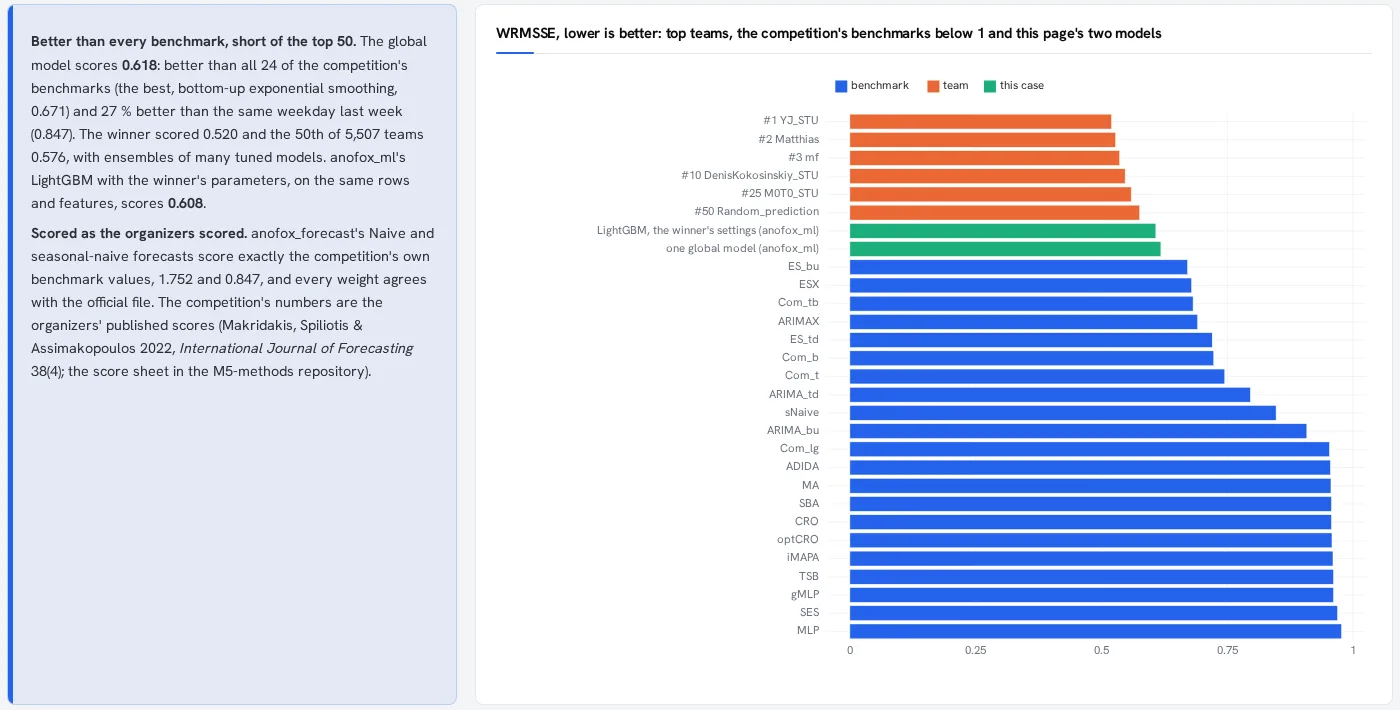 Better than every benchmark, short of the top 50. The global
model scores 0.618: better than all 24 of the competition's
benchmarks (the best, bottom-up exponential smoothing,
0.671) and 27 % better than the same weekday last week
(0.847). The winner scored 0.520 and the 50th of 5,507 teams
0.576, with ensembles of many tuned models. anofox_ml's
LightGBM with the winner's parameters, on the same rows
and features, scores 0.608.
Scored as the organizers scored. anofox_forecast's Naive and
seasonal-naive forecasts score exactly the competition's own
benchmark values, 1.752 and 0.847, and every weight agrees
with the official file. The competition's numbers are the
organizers' published scores (Makridakis, Spiliotis &
Assimakopoulos 2022, International Journal of Forecasting
38(4); the score sheet in the M5-methods repository).
WRMSSE, lower is better: top teams, the competition's benchmarks below 1 and this page's two models
benchmark team this case
#1 YJ_STU
#2 Matthias
#3 mf
#10 DenisKokosinskiy_STU
#25 M0T0_STU
#50 Random_prediction
LightGBM, the winner's settings (anofox_ml)
one global model (anofox_ml)
ES_bu
ESX
Com_tb
ARIMAX
ES_td
Com_b
Com_t
ARIMA_td
sNaive
ARIMA_bu
Com_lg
ADIDA
MA
SBA
CRO
optCRO
iMAPA
TSB
gMLP
SES
MLP
0 0.25 0.5 0.75 1